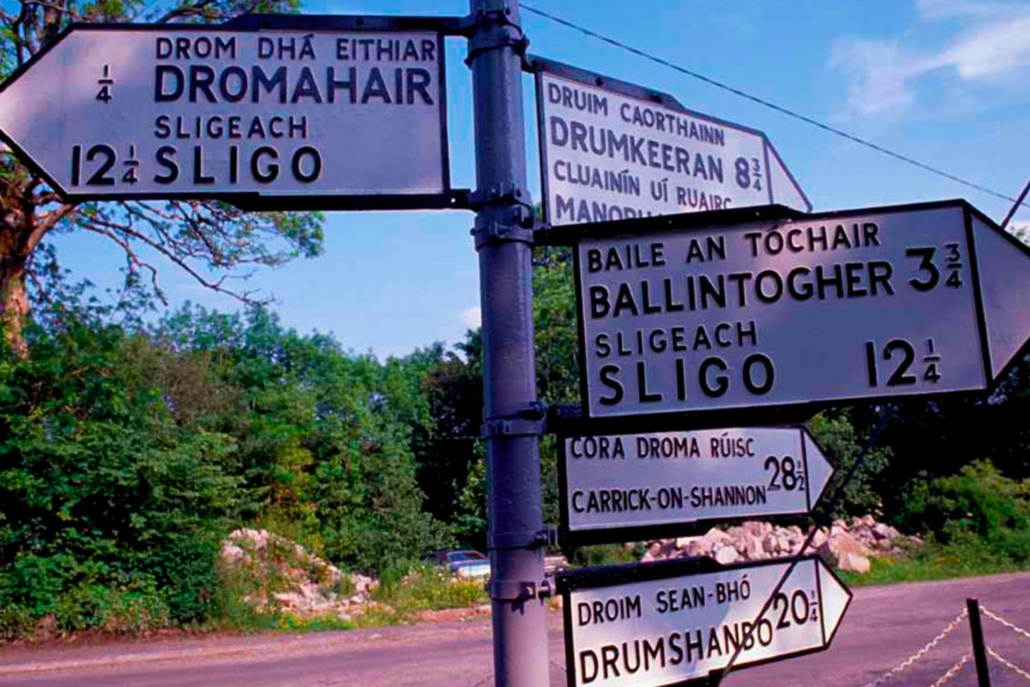 DROM DHÁ EITHIAR
¼ DROMAHAIR
SLIGEACH
12¼ SLIGO
DRUIM CAORTHAINN
DRUMKEERAN 8¾
CLUAINÍN UÍ RUAIRC
BAILE AN TÓCHAIR
BALLINTOGHER 3¾
SLIGEACH
SLIGO 12¼
CORA DROMA RÚISC
CARRICK-ON-SHANNON 28½
DROIM SEAN-BHÓ
DRUMSHANBO 20¼